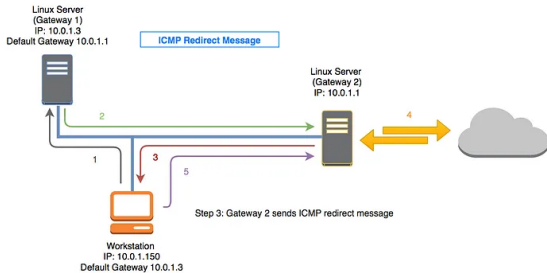 Linux Server
(Gateway 1)
IP: 10.0.1.3
Default Gateway 10.0.1.1
ICMP Redirect Message
Linux Server
(Gateway 2)
IP: 10.0.1.1
2
4
1
3
5
Step 3: Gateway 2 sends ICMP redirect message
Workstation
IP: 10.0.1.150
Default Gateway 10.0.1.3